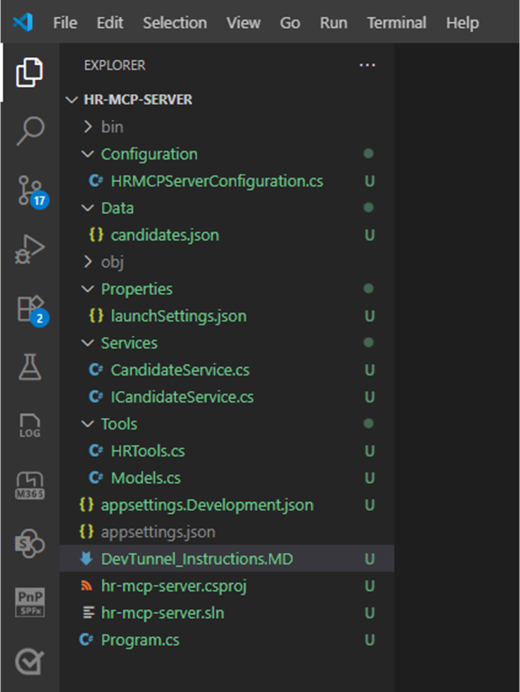 File Edit Selection View Go Run Terminal Help
EXPLORER ...
HR-MCP-SERVER
bin
Configuration
C# HRMCPServerConfiguration.cs U
Data
{} candidates.json U
obj
Properties
{} launchSettings.json U
Services
C# CandidateService.cs U
C# ICandidateService.cs U
Tools
C# HRTools.cs U
C# Models.cs U
{} appsettings.Development.json U
{} appsettings.json
DevTunnel_Instructions.MD U
hr-mcp-server.csproj U
hr-mcp-server.sln U
C# Program.cs U
17
2
LOG
M365
S
PnP
SPFx